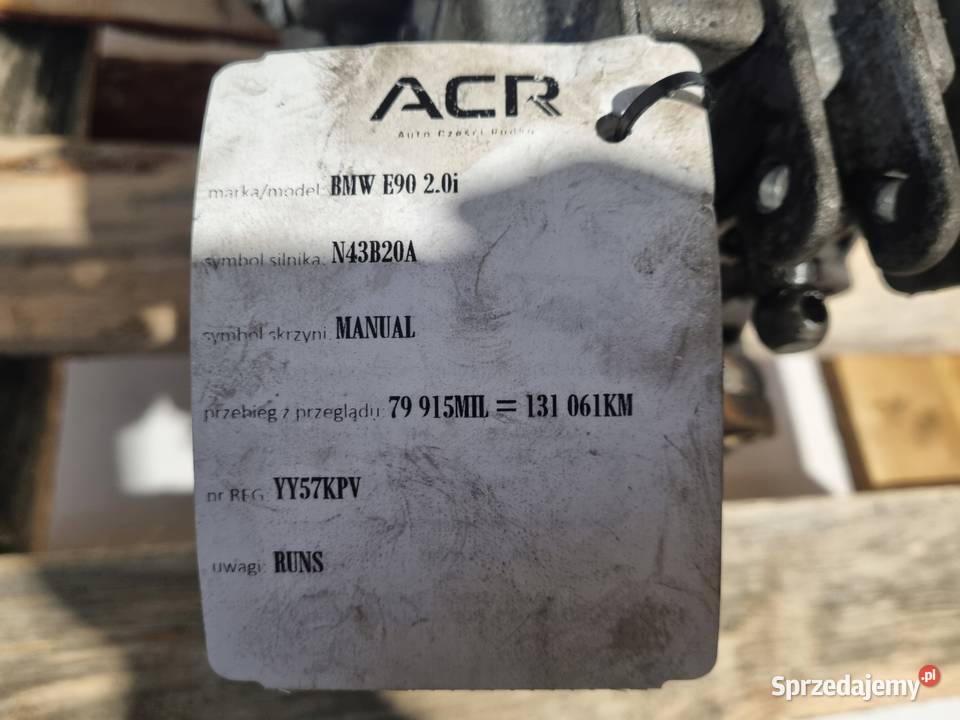 ACR
Auto Części Rudki
marka/model: BMW E90 2.0i
symbol silnika: N43B20A
symbol skrzyni: MANUAL
przebieg z przeglądu: 79 915MIL = 131 061KM
nr REG: YY57KPV
uwagi: RUNS
Sprzedajemy.pl